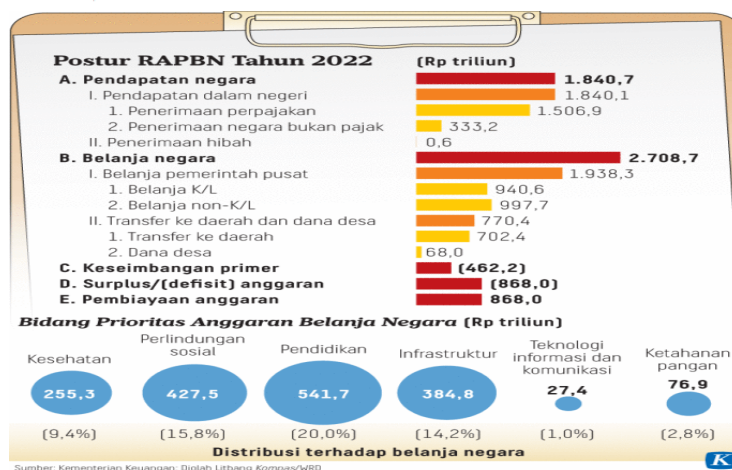 Postur RAPBN Tahun 2022 (Rp triliun)
A. Pendapatan negara 1.840,7
I. Pendapatan dalam negeri 1.840,1
1. Penerimaan perpajakan 1.506,9
2. Penerimaan negara bukan pajak 333,2
II. Penerimaan hibah 0,6
B. Belanja negara 2.708,7
I. Belanja pemerintah pusat 1.938,3
1. Belanja K/L 940,6
2. Belanja non-K/L 997,7
II. Transfer ke daerah dan dana desa 770,4
1. Transfer ke daerah 702,4
2. Dana desa 68,0
C. Keseimbangan primer (462,2)
D. Surplus/(defisit) anggaran (868,0)
E. Pembiayaan anggaran 868,0
Bidang Prioritas Anggaran Belanja Negara (Rp triliun)
Kesehatan
255,3
(9,4%)
Perlindungan
sosial
427,5
(15,8%)
Pendidikan
541,7
(20,0%)
Infrastruktur
384,8
(14,2%)
Teknologi
informasi dan
komunikasi
27,4
(1,0%)
Ketahanan
pangan
76,9
(2,8%)
Distribusi terhadap belanja negara
K
Sumber: Kementerian Keuangan; Diolah Litbang Kompas/WRD